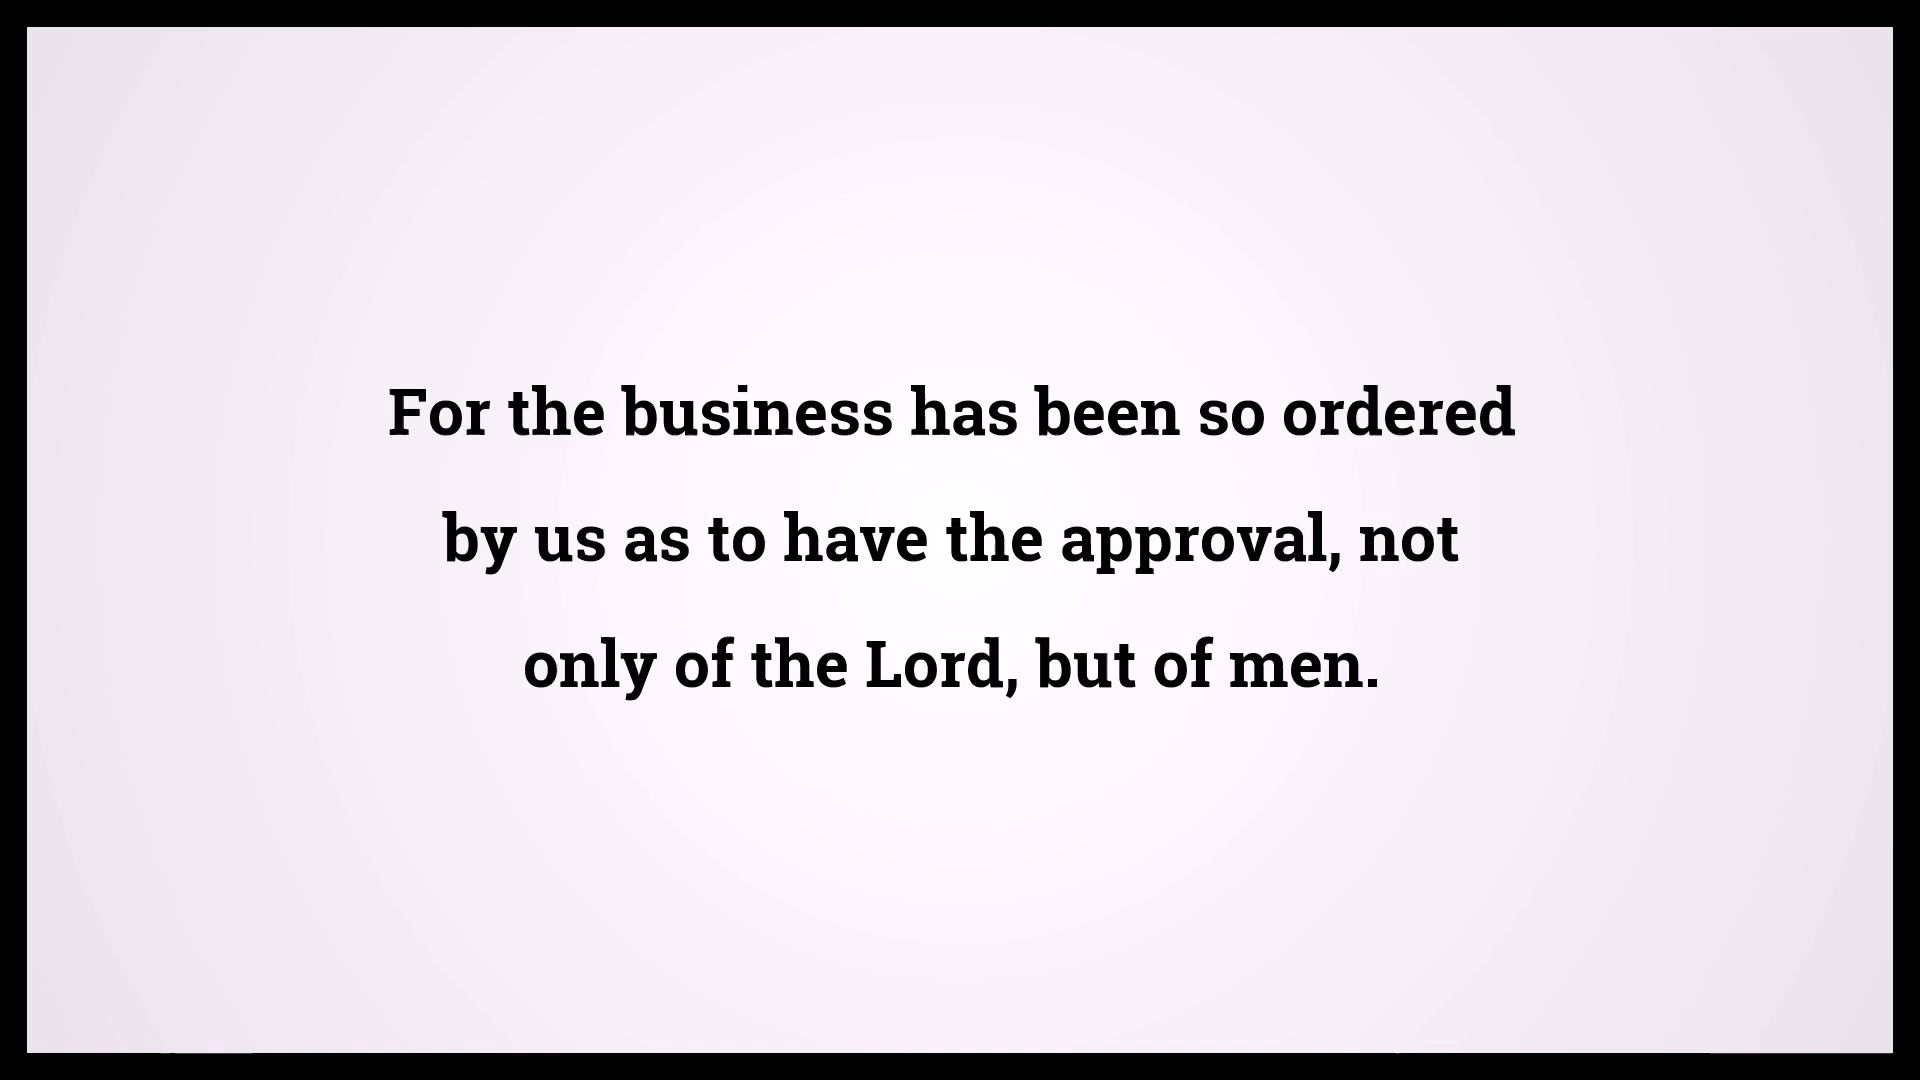 For the business has been so ordered
by us as to have the approval, not
only of the Lord, but of men.